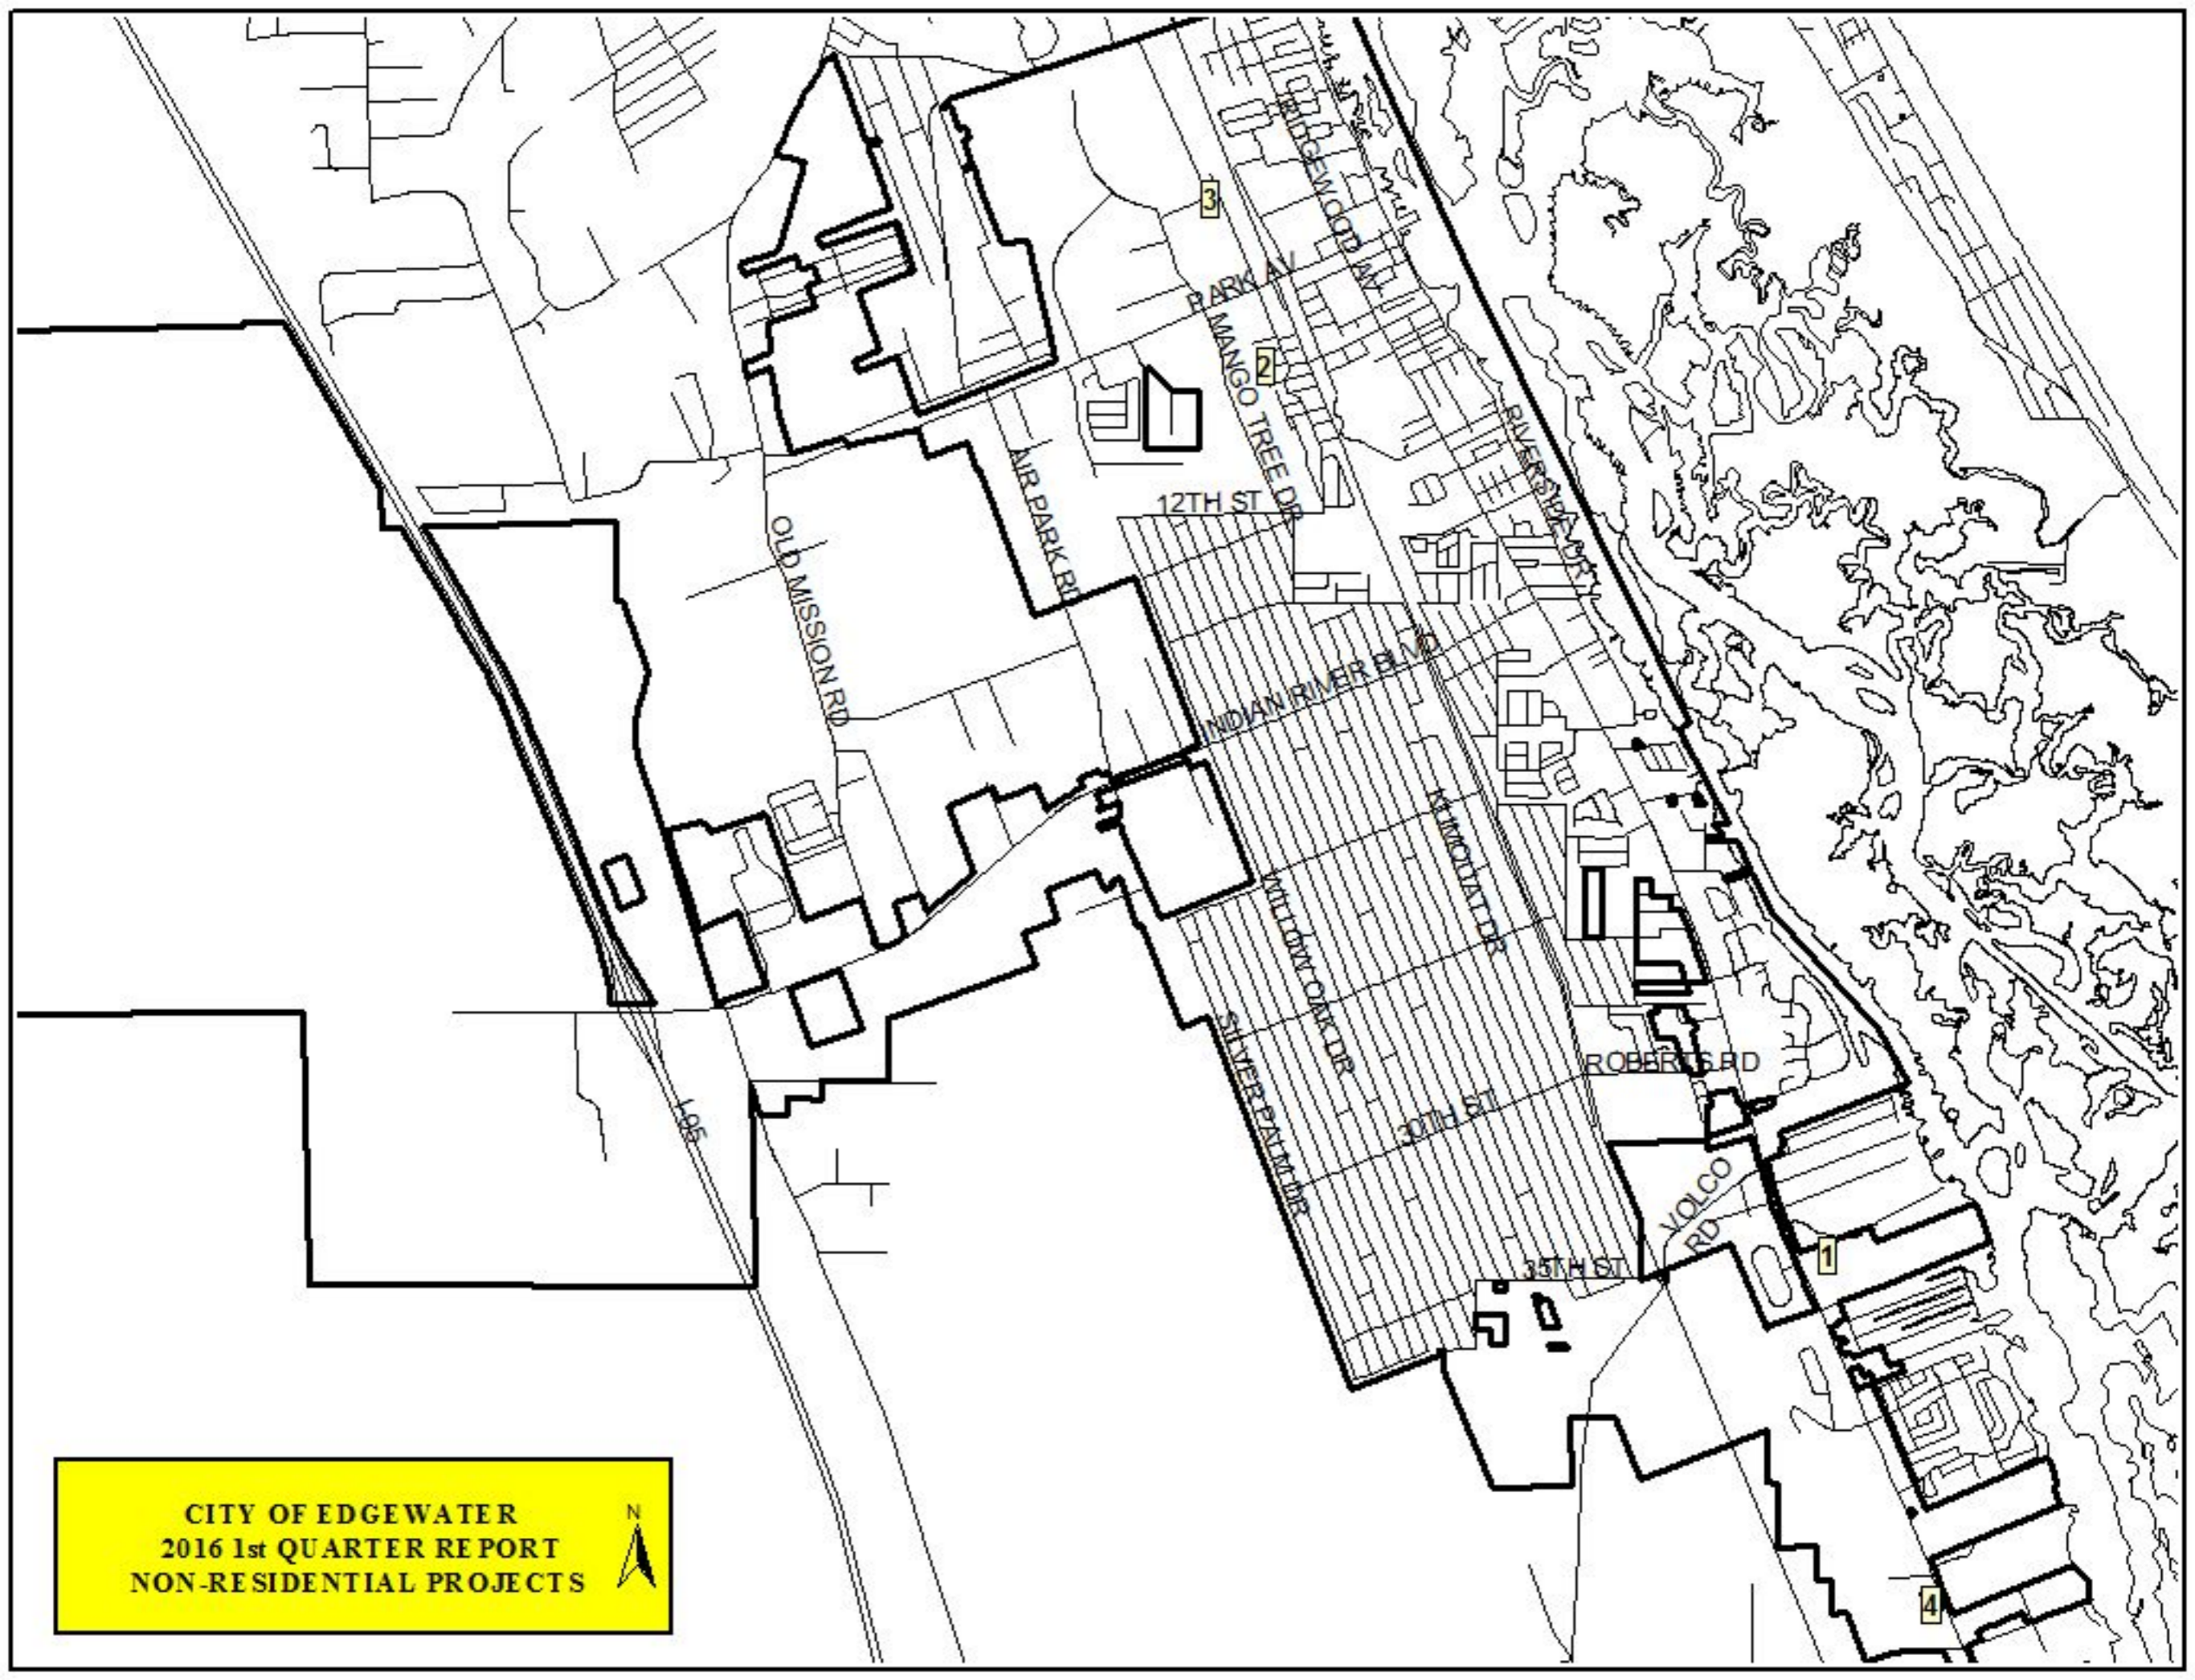 RIDGEWOOD AV
3
PARK AV
2
MANGO TREE DR
RIVERSIDE DR
AIR PARK RD
12TH ST
OLD MISSION RD
INDIAN RIVER BLVD
KUMQUAT DR
WILLOW OAK DR
SILVER PALM DR
ROBERTS RD
I-95
30TH ST
VOLCO
RD
1
35TH ST
4
CITY OF EDGEWATER
2016 1st QUARTER REPORT
NON-RESIDENTIAL PROJECTS
N